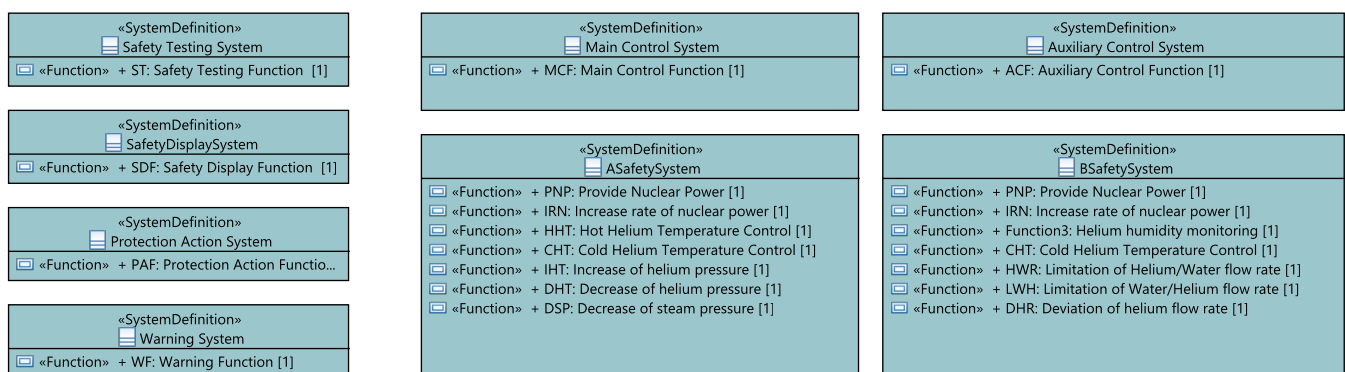 «SystemDefinition»
Safety Testing System
«Function» + ST: Safety Testing Function [1]
«SystemDefinition»
SafetyDisplaySystem
«Function» + SDF: Safety Display Function [1]
«SystemDefinition»
Protection Action System
«Function» + PAF: Protection Action Functio...
«SystemDefinition»
Warning System
«Function» + WF: Warning Function [1]
«SystemDefinition»
Main Control System
«Function» + MCF: Main Control Function [1]
«SystemDefinition»
Auxiliary Control System
«Function» + ACF: Auxiliary Control Function [1]
«SystemDefinition»
ASafetySystem
«Function» + PNP: Provide Nuclear Power [1]
«Function» + IRN: Increase rate of nuclear power [1]
«Function» + HHT: Hot Helium Temperature Control [1]
«Function» + CHT: Cold Helium Temperature Control [1]
«Function» + IHT: Increase of helium pressure [1]
«Function» + DHT: Decrease of helium pressure [1]
«Function» + DSP: Decrease of steam pressure [1]
«SystemDefinition»
BSafetySystem
«Function» + PNP: Provide Nuclear Power [1]
«Function» + IRN: Increase rate of nuclear power [1]
«Function» + Function3: Helium humidity monitoring [1]
«Function» + CHT: Cold Helium Temperature Control [1]
«Function» + HWR: Limitation of Helium/Water flow rate [1]
«Function» + LWH: Limitation of Water/Helium flow rate [1]
«Function» + DHR: Deviation of helium flow rate [1]